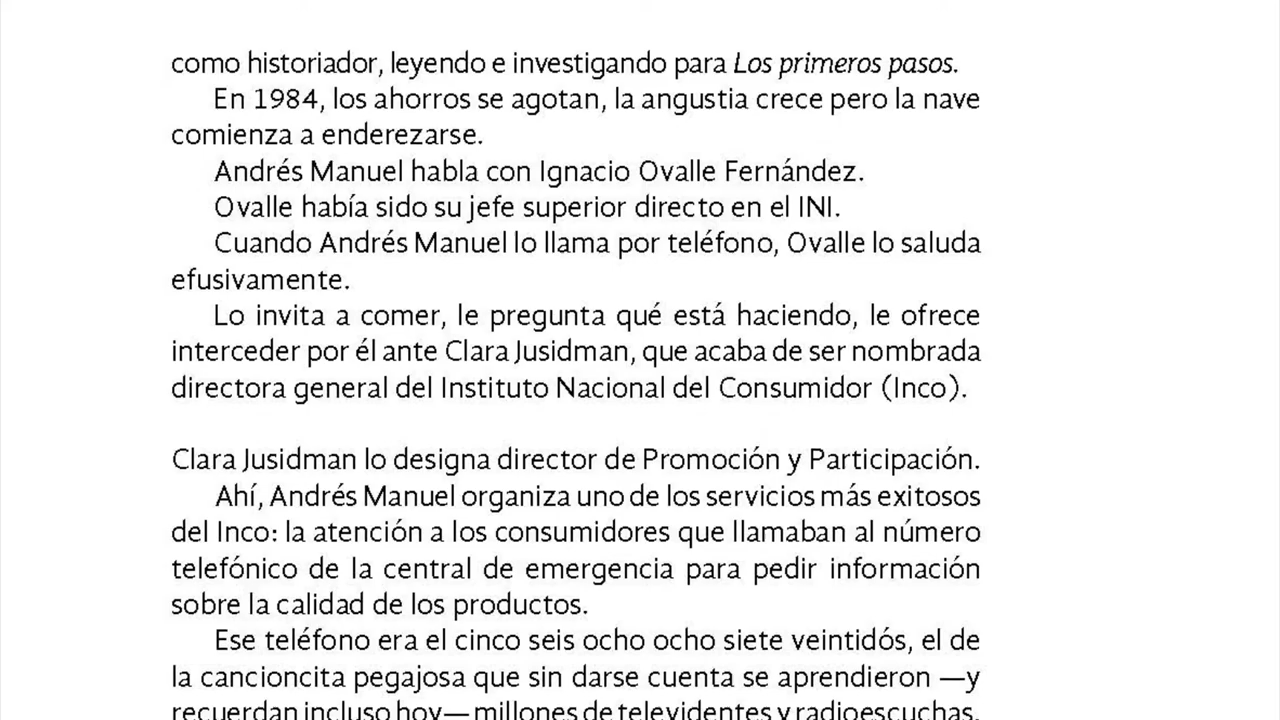 como historiador, leyendo e investigando para Los primeros pasos.
En 1984, los ahorros se agotan, la angustia crece pero la nave
comienza a enderezarse.
Andrés Manuel habla con Ignacio Ovalle Fernández.
Ovalle había sido su jefe superior directo en el INI.
Cuando Andrés Manuel lo llama por teléfono, Ovalle lo saluda
efusivamente.
Lo invita a comer, le pregunta qué está haciendo, le ofrece
interceder por él ante Clara Jusidman, que acaba de ser nombrada
directora general del Instituto Nacional del Consumidor (Inco).
Clara Jusidman lo designa director de Promoción y Participación.
Ahí, Andrés Manuel organiza uno de los servicios más exitosos
del Inco: la atención a los consumidores que llamaban al número
telefónico de la central de emergencia para pedir información
sobre la calidad de los productos.
Ese teléfono era el cinco seis ocho ocho siete veintidós, el de
la cancioncita pegajosa que sin darse cuenta se aprendieron —y
recuerdan incluso hoy— millones de televidentes y radioescuchas.